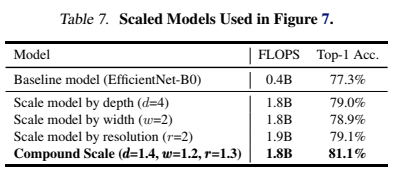 Table 7. Scaled Models Used in Figure 7.
Model FLOPS Top-1 Acc.
Baseline model (EfficientNet-B0) 0.4B 77.3%
Scale model by depth (d=4) 1.8B 79.0%
Scale model by width (w=2) 1.8B 78.9%
Scale model by resolution (r=2) 1.9B 79.1%
Compound Scale (d=1.4, w=1.2, r=1.3) 1.8B 81.1%